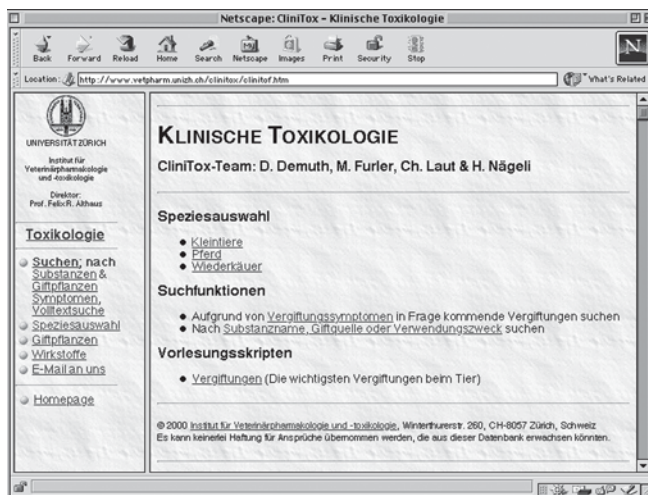 Netscape: CliniTox - Klinische Toxikologie
Back Forward Reload Home Search Netscape Images Print Security Stop
N
Location: http://www.vetpharm.unizh.ch/clinitox/clinitof.htm What's Related
UNIVERSITÄT ZÜRICH
Institut für
Veterinärpharmakologie
und -toxikologie
Direktor:
Prof. Felix R. Althaus
Toxikologie
Suchen; nach
Substanzen &
Giftpflanzen
Symptomen,
Volltextsuche
Speziesauswahl
Giftpflanzen
Wirkstoffe
E-Mail an uns
Homepage
KLINISCHE TOXIKOLOGIE
CliniTox-Team: D. Demuth, M. Furler, Ch. Laut & H. Nägeli
Speziesauswahl
Kleintiere
Pferd
Wiederkäuer
Suchfunktionen
Aufgrund von Vergiftungssymptomen in Frage kommende Vergiftungen suchen
Nach Substanzname, Giftquelle oder Verwendungszweck suchen
Vorlesungsskripten
Vergiftungen (Die wichtigsten Vergiftungen beim Tier)
© 2000 Institut für Veterinärpharmakologie und -toxikologie, Winterthurerstr. 260, CH-8057 Zürich, Schweiz
Es kann keinerlei Haftung für Ansprüche übernommen werden, die aus dieser Datenbank erwachsen könnten.